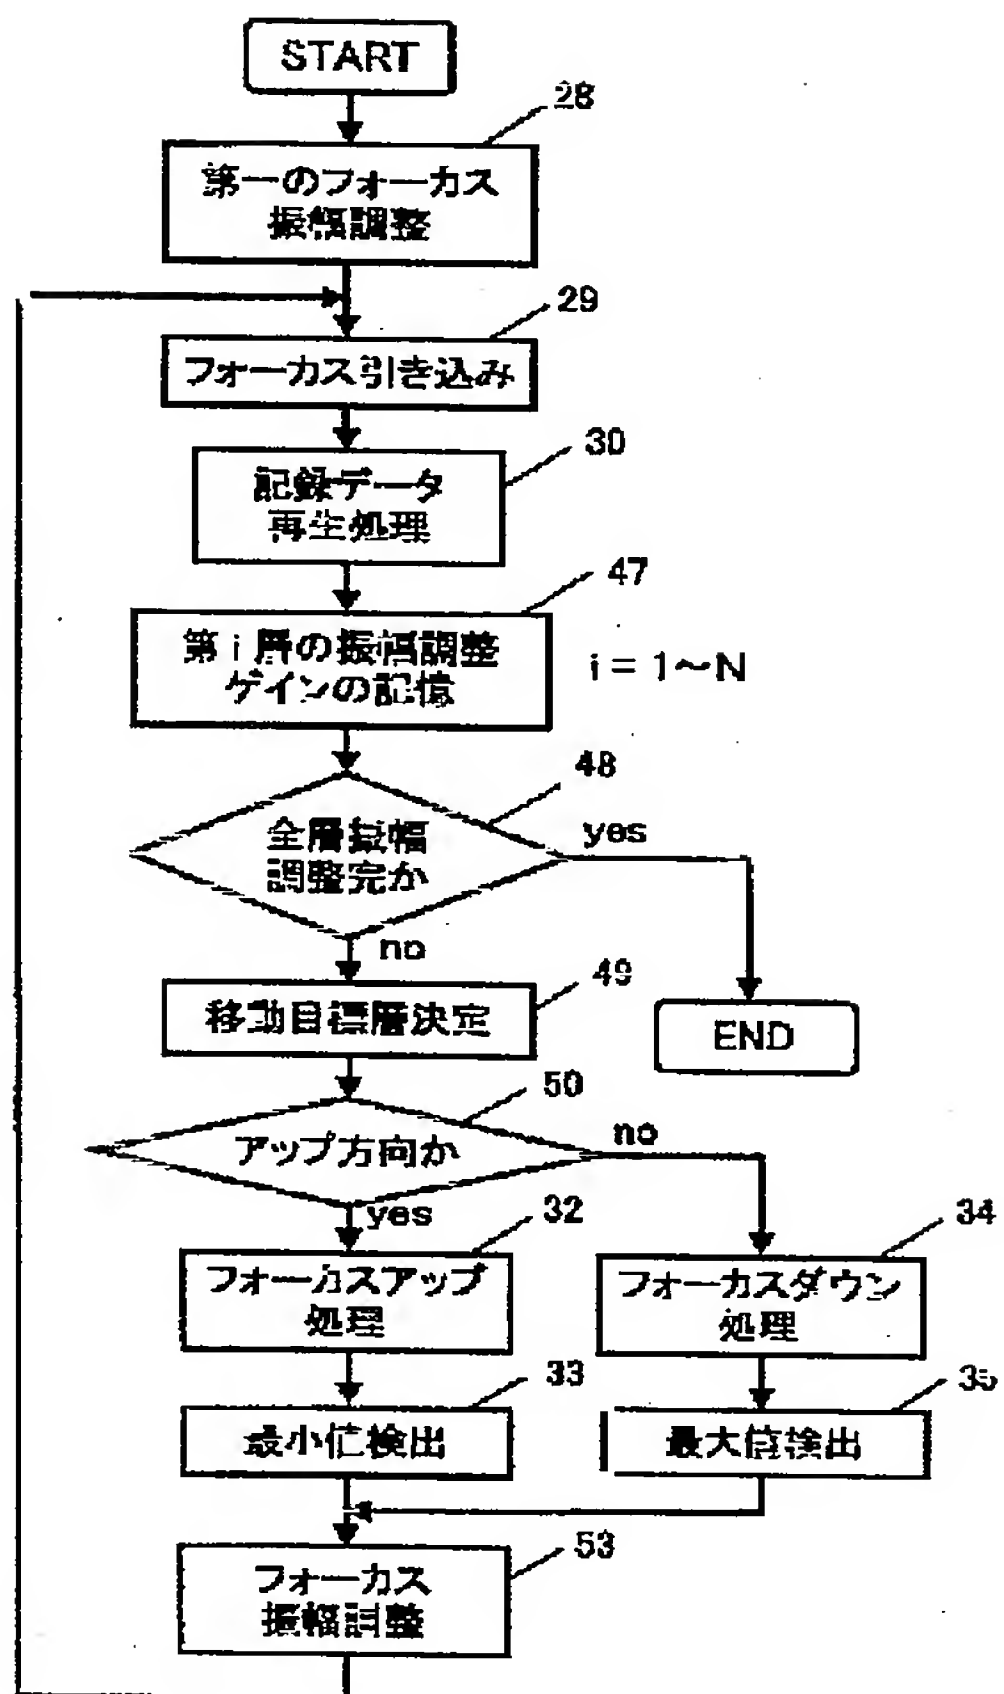 START
28
第一のフォーカス
振幅調整
29
フォーカス引き込み
30
記録データ
再生処理
47
第i層の振幅調整
ゲインの記憶
i = 1～N
48
全層振幅
調整完か
yes
no
49
移動目標層決定
END
50
アップ方向か
no
yes
32
フォーカスアップ
処理
34
フォーカスダウン
処理
33
最小値検出
35
最大値検出
53
フォーカス
振幅調整